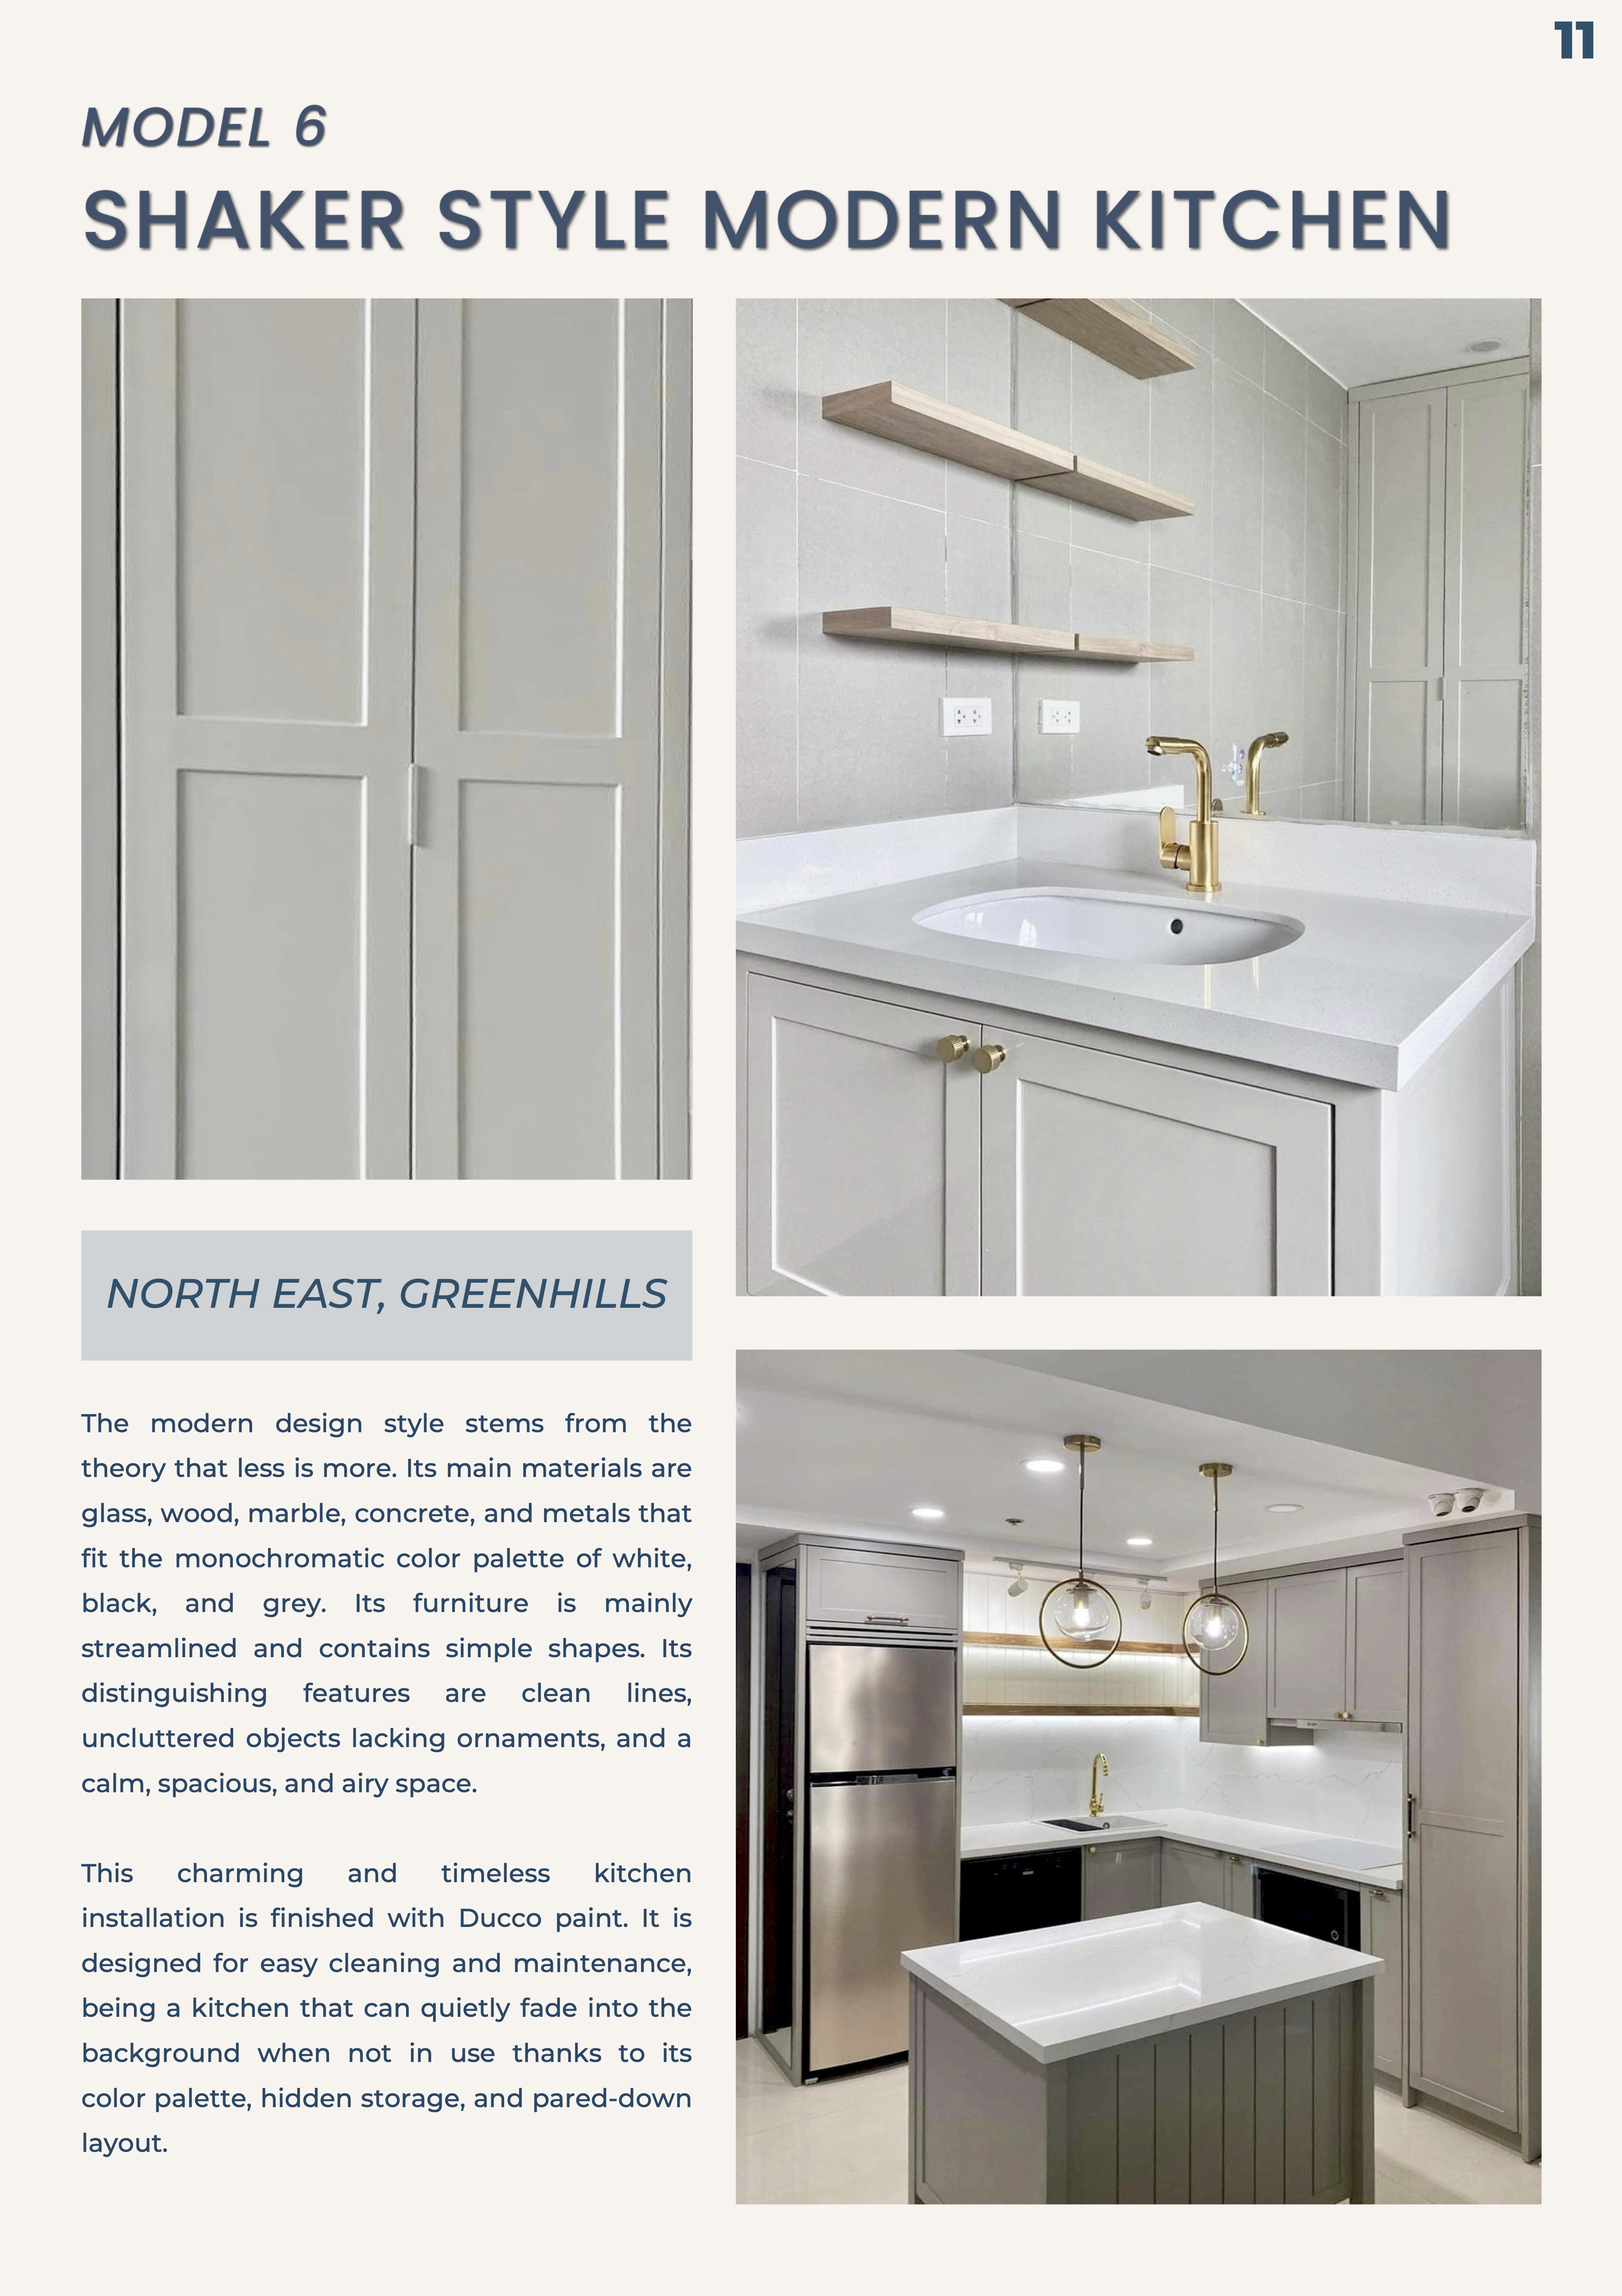 11
MODEL 6
SHAKER STYLE MODERN KITCHEN
NORTH EAST, GREENHILLS
The modern design style stems from the
theory that less is more. Its main materials are
glass, wood, marble, concrete, and metals that
fit the monochromatic color palette of white,
black, and grey. Its furniture is mainly
streamlined and contains simple shapes. Its
distinguishing features are clean lines,
uncluttered objects lacking ornaments, and a
calm, spacious, and airy space.
This charming and timeless kitchen
installation is finished with Ducco paint. It is
designed for easy cleaning and maintenance,
being a kitchen that can quietly fade into the
background when not in use thanks to its
color palette, hidden storage, and pared-down
layout.